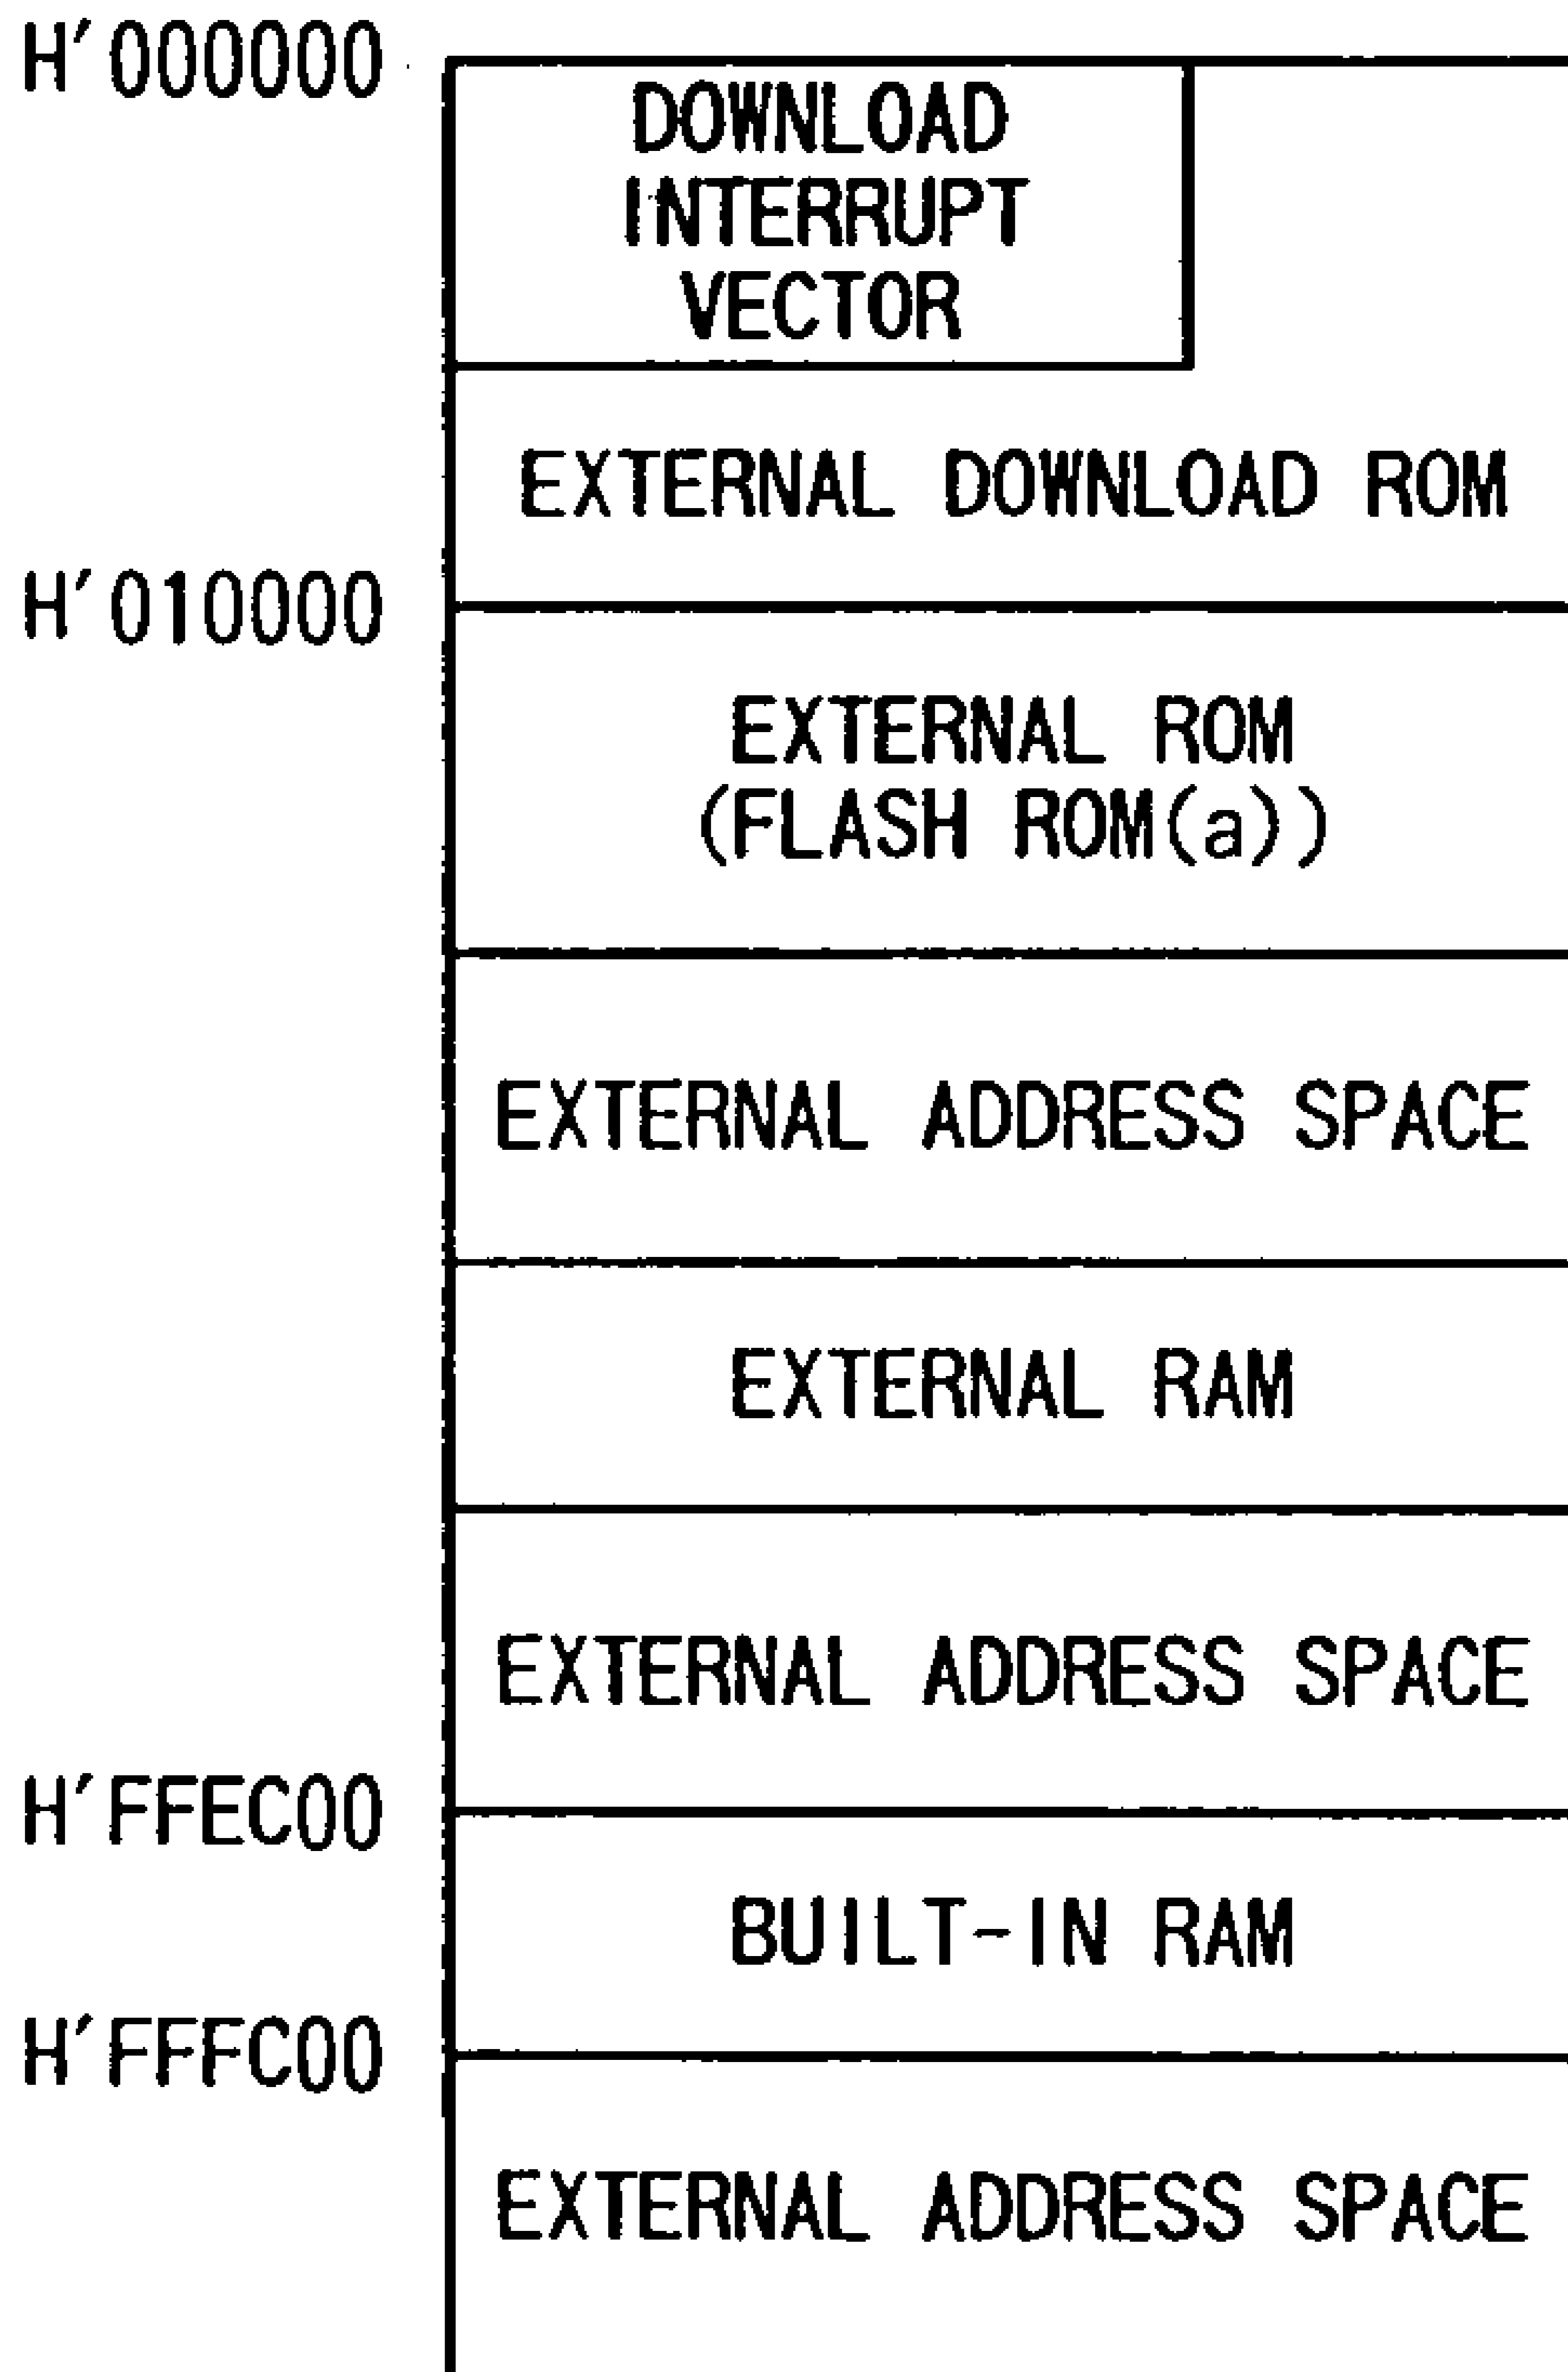 H'000000
DOWNLOAD
INTERRUPT
VECTOR
EXTERNAL DOWNLOAD ROM
H'010000
EXTERNAL ROM
(FLASH ROM(a))
EXTERNAL ADDRESS SPACE
EXTERNAL RAM
EXTERNAL ADDRESS SPACE
H'FFEC00
BUILT-IN RAM
H'FFFC00
EXTERNAL ADDRESS SPACE